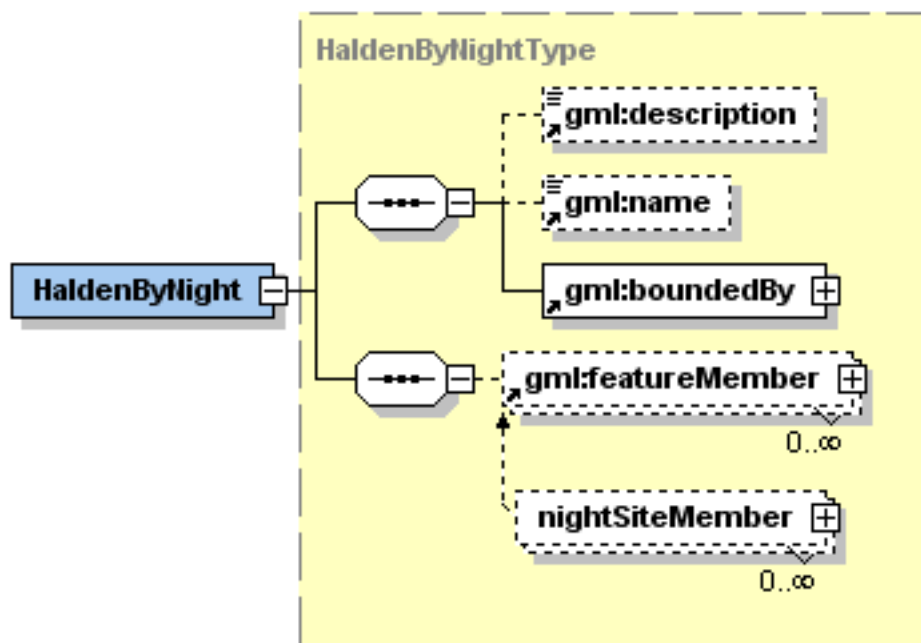 HaldenByNightType
gml:description
gml:name
HaldenByNight
gml:boundedBy
gml:featureMember
0..∞
nightSiteMember
0..∞